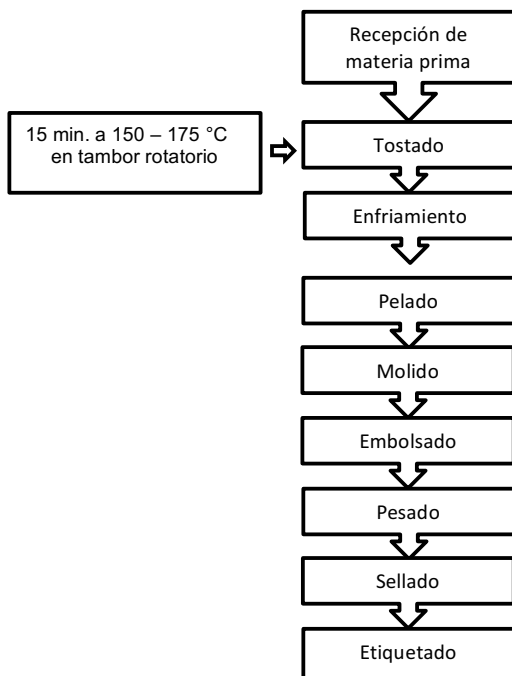 Recepción de
materia prima
15 min. a 150 – 175 °C
en tambor rotatorio
Tostado
Enfriamiento
Pelado
Molido
Embolsado
Pesado
Sellado
Etiquetado